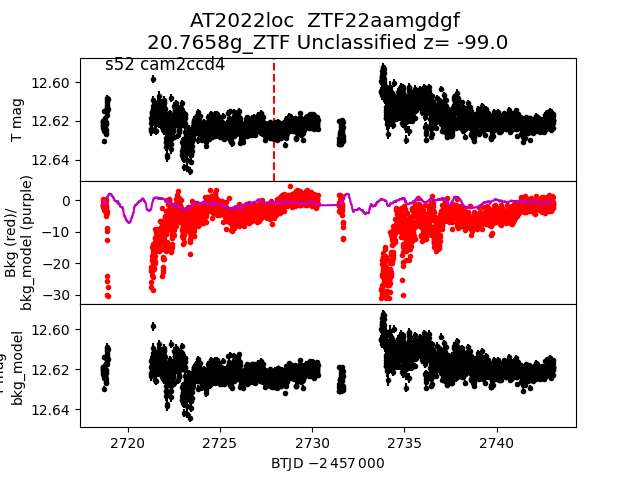 AT2022loc  ZTF22aamgdgf
20.7658g_ZTF Unclassified z= -99.0
s52 cam2ccd4
T mag
12.60
12.62
12.64
Bkg (red)/
bkg_model (purple)
0
−10
−20
−30
mag
bkg_model
12.60
12.62
12.64
2720
2725
2730
2735
2740
BTJD −2 457 000